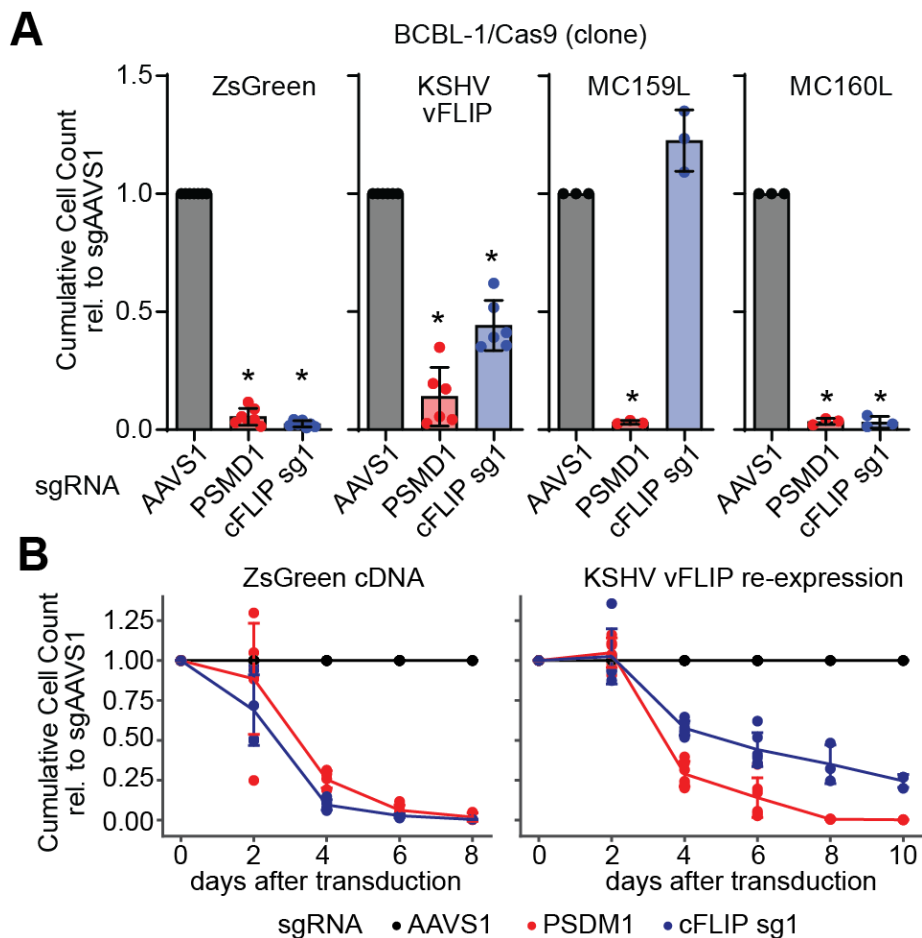 A
BCBL-1/Cas9 (clone)
Cumulative Cell Count
rel. to sgAAVS1
1.5
1.0
0.5
0.0
ZsGreen
KSHV
vFLIP
MC159L
MC160L
* *
* *
*
* *
sgRNA
AAVS1 PSMD1 cFLIP sg1
AAVS1 PSMD1 cFLIP sg1
AAVS1 PSMD1 cFLIP sg1
AAVS1 PSMD1 cFLIP sg1
B
ZsGreen cDNA
KSHV vFLIP re-expression
Cumulative Cell Count
rel. to sgAAVS1
1.25
1.00
0.75
0.50
0.25
0.00
0 2 4 6 8
0 2 4 6 8 10
days after transduction
days after transduction
sgRNA AAVS1 PSDM1 cFLIP sg1